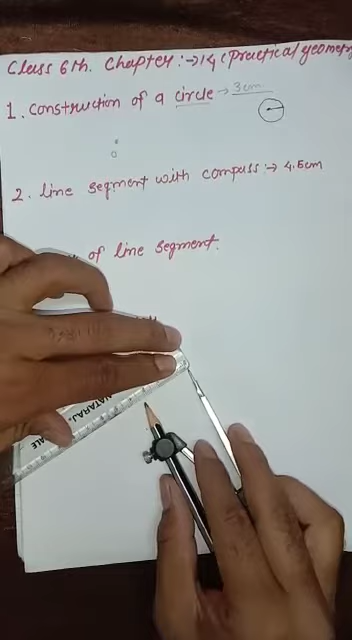 Class 6th. Chapter :→ 14 (Practical geometry
1. Construction of a circle → 3cm
o
2. line segment with compass :→ 4.5cm
of line segment.
NATARAJ